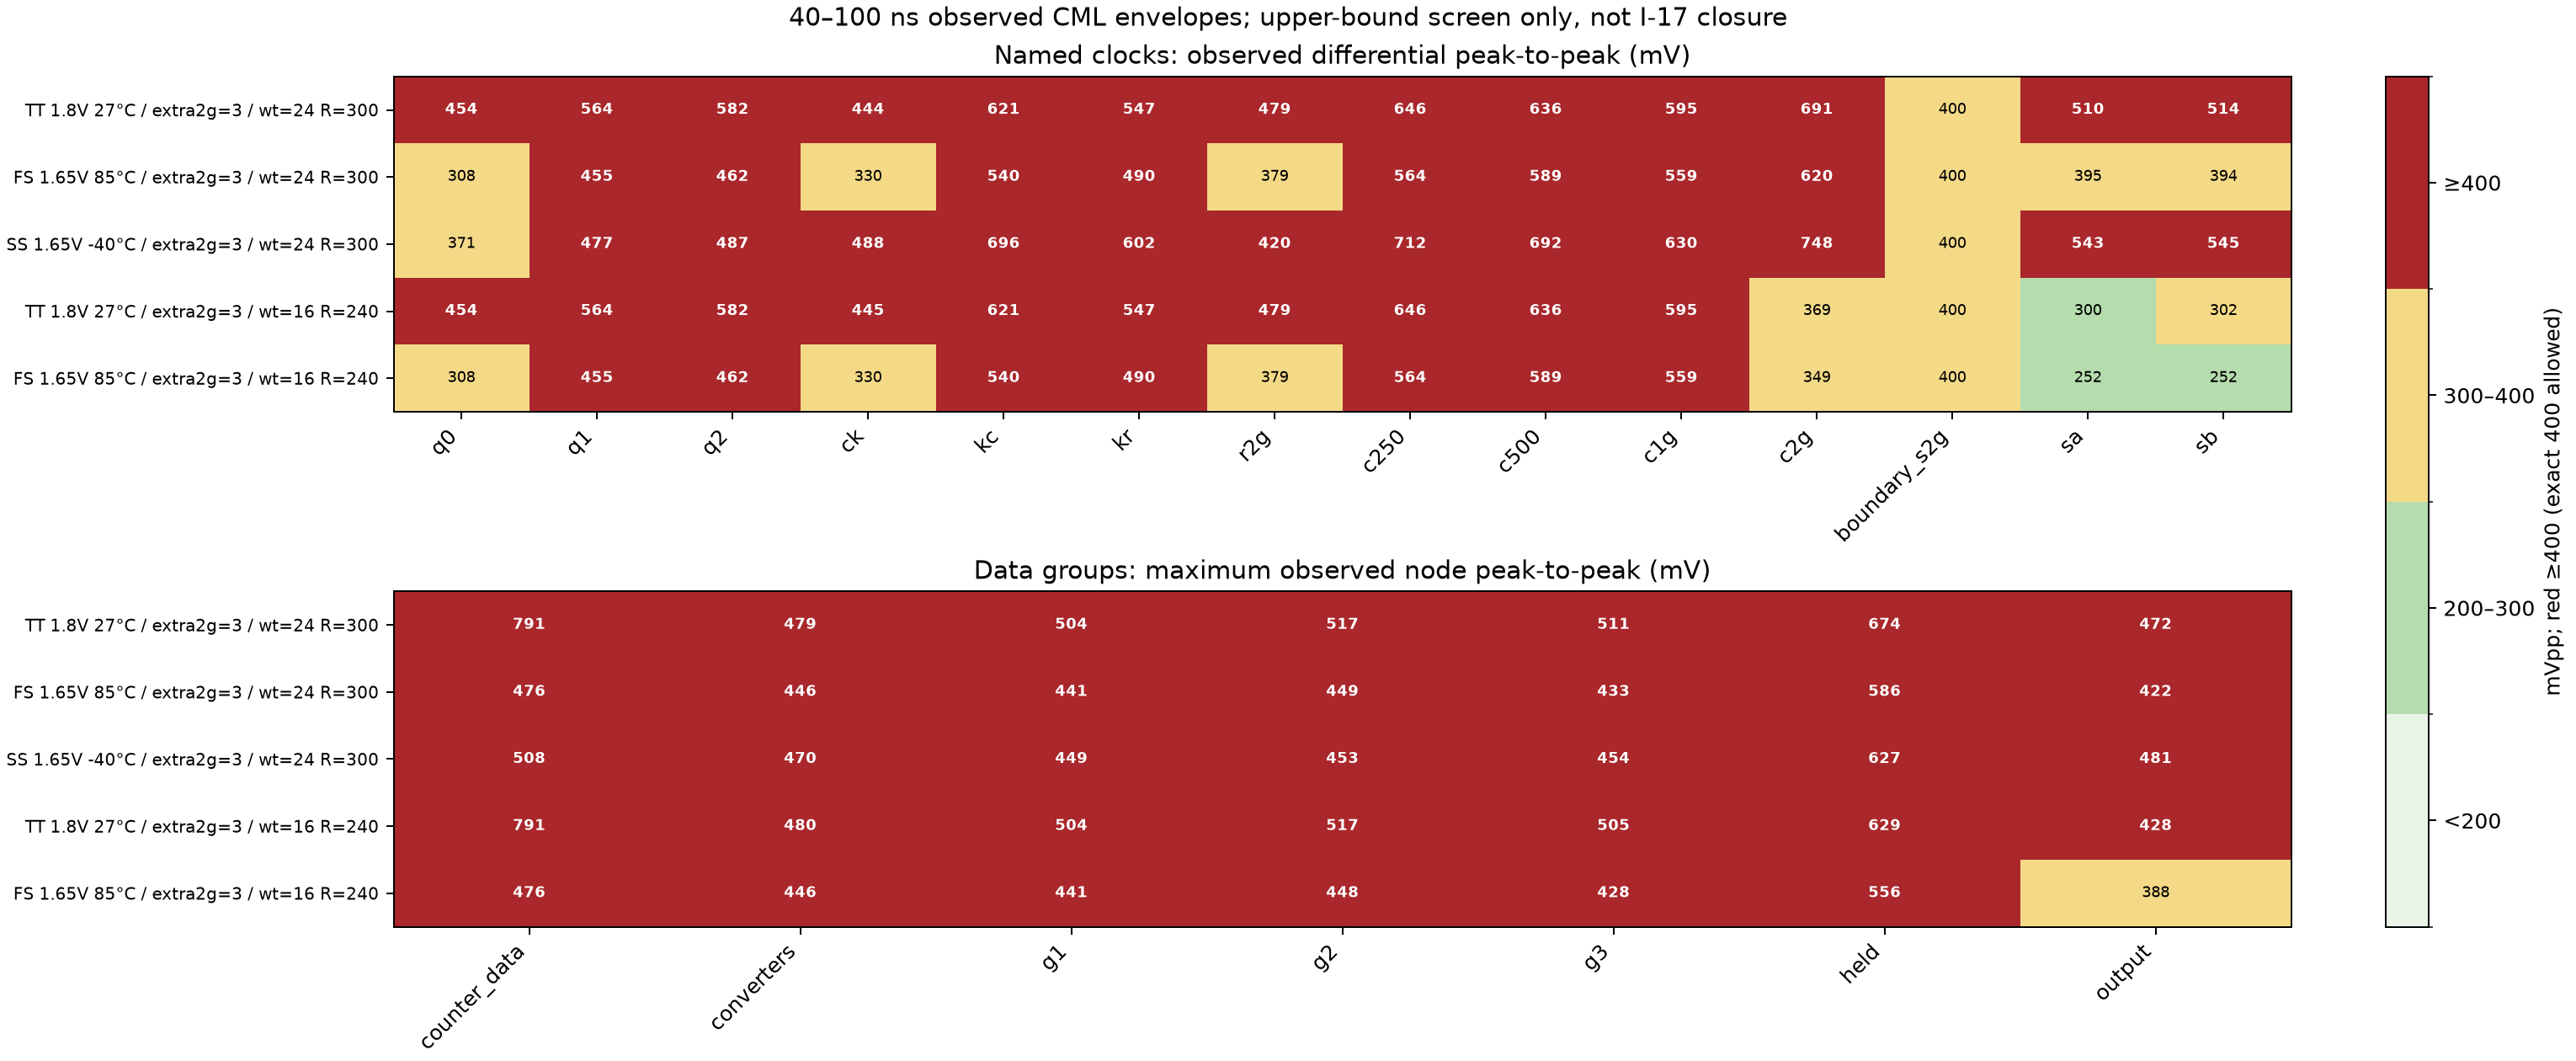 40–100 ns observed CML envelopes; upper-bound screen only, not I-17 closure
Named clocks: observed differential peak-to-peak (mV)
TT 1.8V 27°C / extra2g=3 / wt=24 R=300 454 564 582 444 621 547 479 646 636 595 691 400 510 514
FS 1.65V 85°C / extra2g=3 / wt=24 R=300 308 455 462 330 540 490 379 564 589 559 620 400 395 394
SS 1.65V -40°C / extra2g=3 / wt=24 R=300 371 477 487 488 696 602 420 712 692 630 748 400 543 545
TT 1.8V 27°C / extra2g=3 / wt=16 R=240 454 564 582 445 621 547 479 646 636 595 369 400 300 302
FS 1.65V 85°C / extra2g=3 / wt=16 R=240 308 455 462 330 540 490 379 564 589 559 349 400 252 252
q0 q1 q2 ck kc kr r2g c250 c500 c1g c2g boundary_s2g sa sb
Data groups: maximum observed node peak-to-peak (mV)
TT 1.8V 27°C / extra2g=3 / wt=24 R=300 791 479 504 517 511 674 472
FS 1.65V 85°C / extra2g=3 / wt=24 R=300 476 446 441 449 433 586 422
SS 1.65V -40°C / extra2g=3 / wt=24 R=300 508 470 449 453 454 627 481
TT 1.8V 27°C / extra2g=3 / wt=16 R=240 791 480 504 517 505 629 428
FS 1.65V 85°C / extra2g=3 / wt=16 R=240 476 446 441 448 428 556 388
counter_data converters g1 g2 g3 held output
≥400
300–400
200–300
<200
mVpp; red ≥400 (exact 400 allowed)